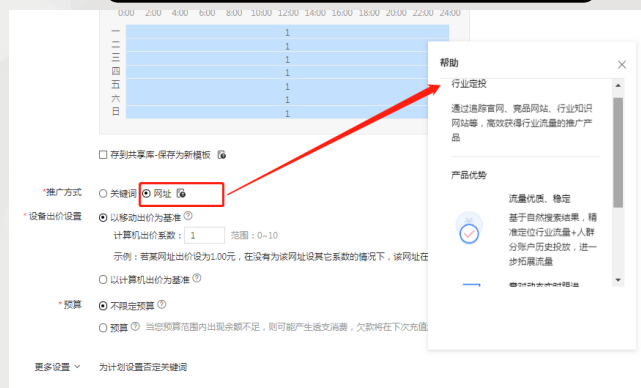 0:00 2:00 4:00 6:00 8:00 10:00 12:00 14:00 16:00 18:00 20:00 22:00 24:00
一 1
二 1
三 1
四 1
五 1
六 1
日 1
存到共享库-保存为新模板
*推广方式 关键词 网址
*设备出价设置 以移动出价为基准
计算机出价系数： 1 范围：0~10
示例：若某网址出价设为1.00元，在没有为该网址设其它系数的情况下，该网址在
以计算机出价为基准
*预算 不限定预算
预算 当您预算范围内出现余额不足，则可能产生透支消费，欠款将在下次充值
更多设置 为计划设置否定关键词
帮助
行业定投
通过追踪官网、竞品网站、行业知识
网站等，高效获得行业流量的推广产
品
产品优势
流量优质、稳定
基于自然搜索结果，精
准定位行业流量+人群
分账户历史投放，进一
步拓展流量